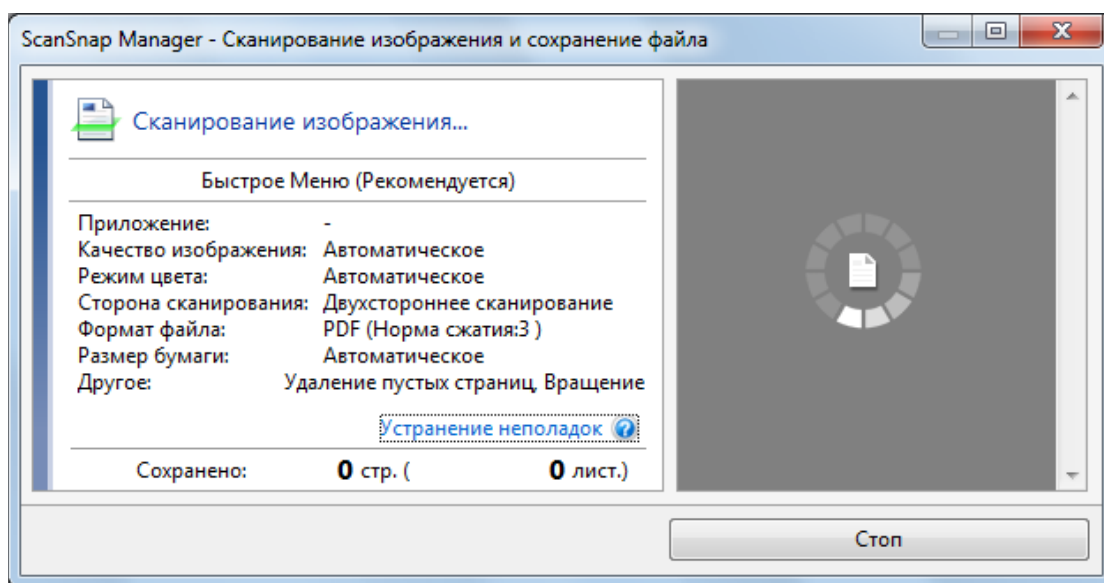 ScanSnap Manager - Сканирование изображения и сохранение файла
Сканирование изображения...
Быстрое Меню (Рекомендуется)
Приложение: -
Качество изображения: Автоматическое
Режим цвета: Автоматическое
Сторона сканирования: Двухстороннее сканирование
Формат файла: PDF (Норма сжатия:3 )
Размер бумаги: Автоматическое
Другое: Удаление пустых страниц, Вращение
Устранение неполадок
Сохранено: 0 стр. ( 0 лист.)
Стоп